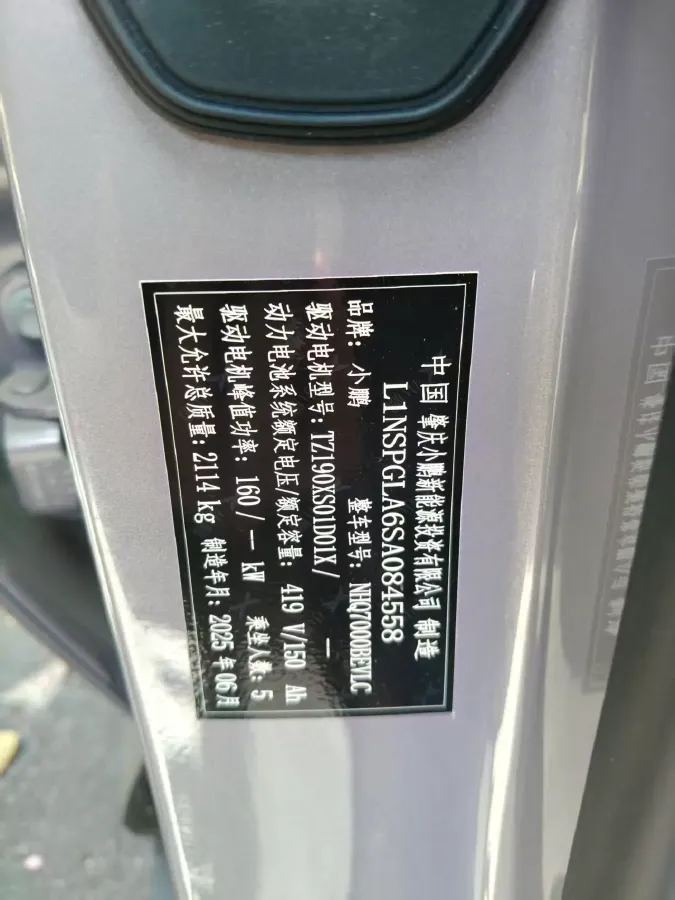 中国 肇庆小鹏新能源投资有限公司 制造
L1NSPGLA6SA084558
品牌：小鹏 整车型号：NHQ7000BEVLC
驱动电机型号：TZ190XS01D01X/ —
动力电池系统额定电压/额定容量：419 V/150 Ah
驱动电机峰值功率：160/ — kW 乘坐人数：5
最大允许总质量：2114 kg 制造年月：2025 年06月